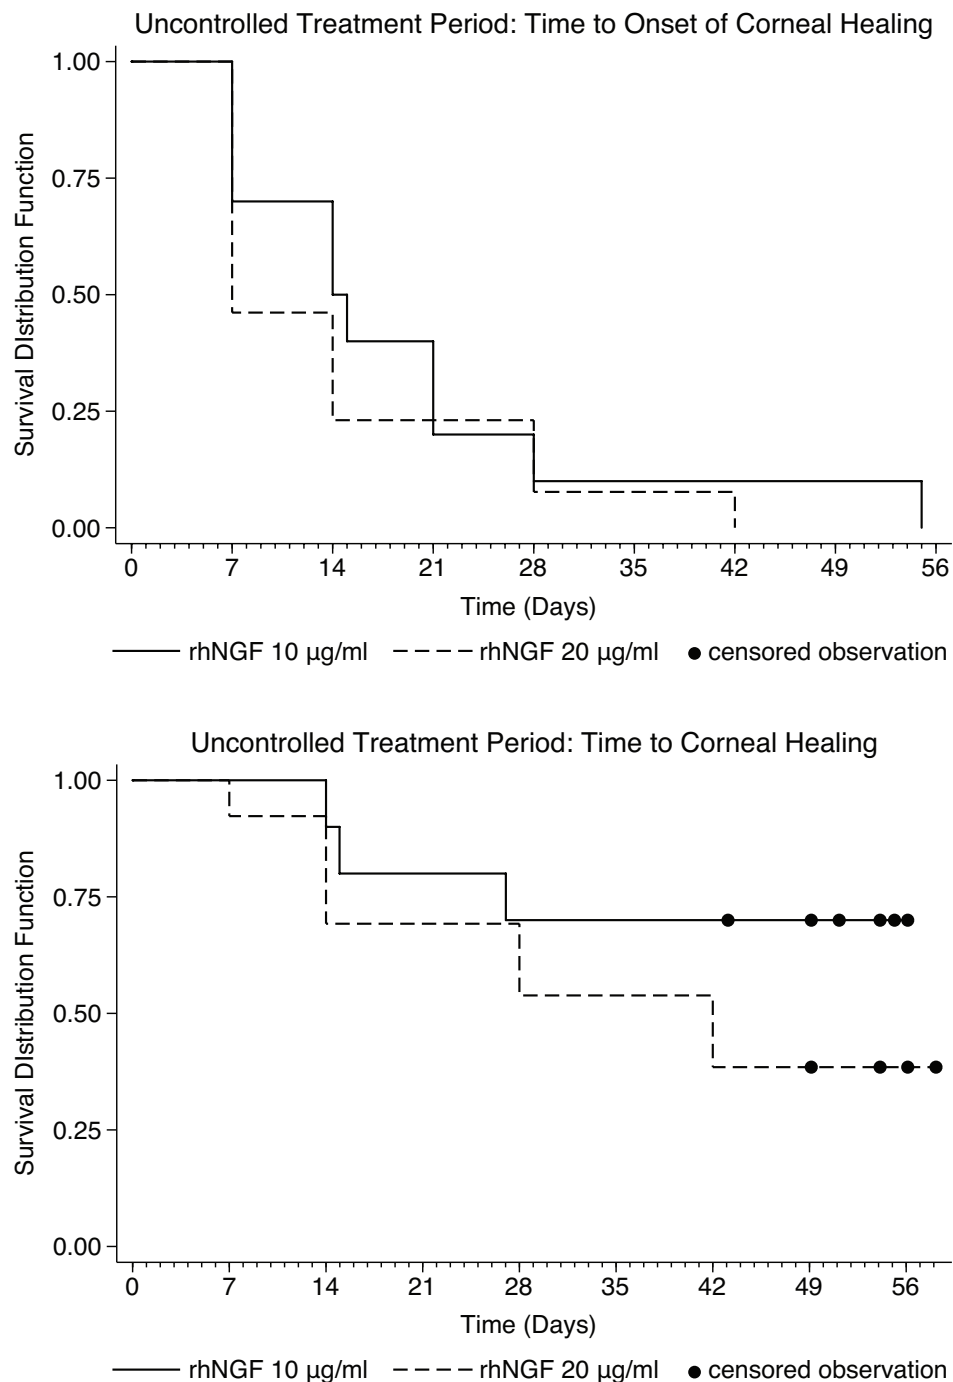 Uncontrolled Treatment Period: Time to Onset of Corneal Healing
Survival DIstribution Function
1.00
0.75
0.50
0.25
0.00
0 7 14 21 28 35 42 49 56
Time (Days)
rhNGF 10 µg/ml rhNGF 20 µg/ml censored observation
Uncontrolled Treatment Period: Time to Corneal Healing
Survival DIstribution Function
1.00
0.75
0.50
0.25
0.00
0 7 14 21 28 35 42 49 56
Time (Days)
rhNGF 10 µg/ml rhNGF 20 µg/ml censored observation